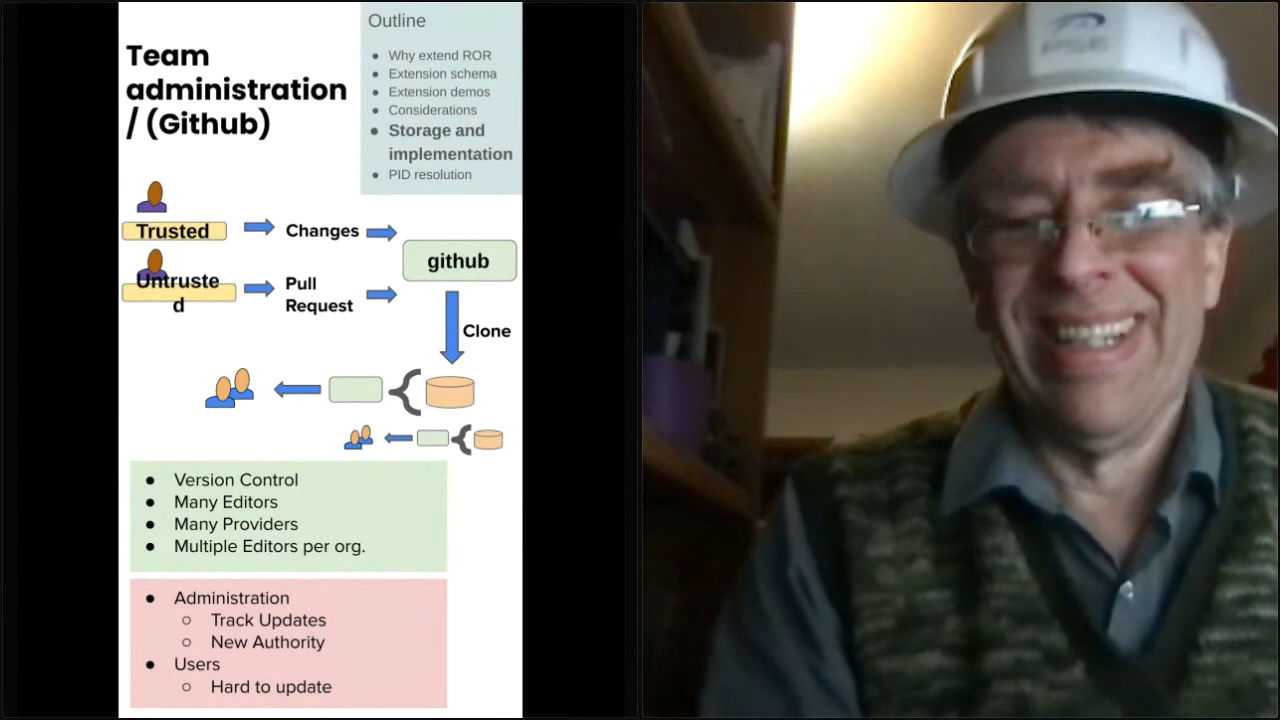 Team
administration
/ (Github)
Outline
Why extend ROR
Extension schema
Extension demos
Considerations
Storage and
implementation
PID resolution
Trusted
Changes
github
Untruste
d
Pull
Request
Clone
Version Control
Many Editors
Many Providers
Multiple Editors per org.
Administration
Track Updates
New Authority
Users
Hard to update
PSE